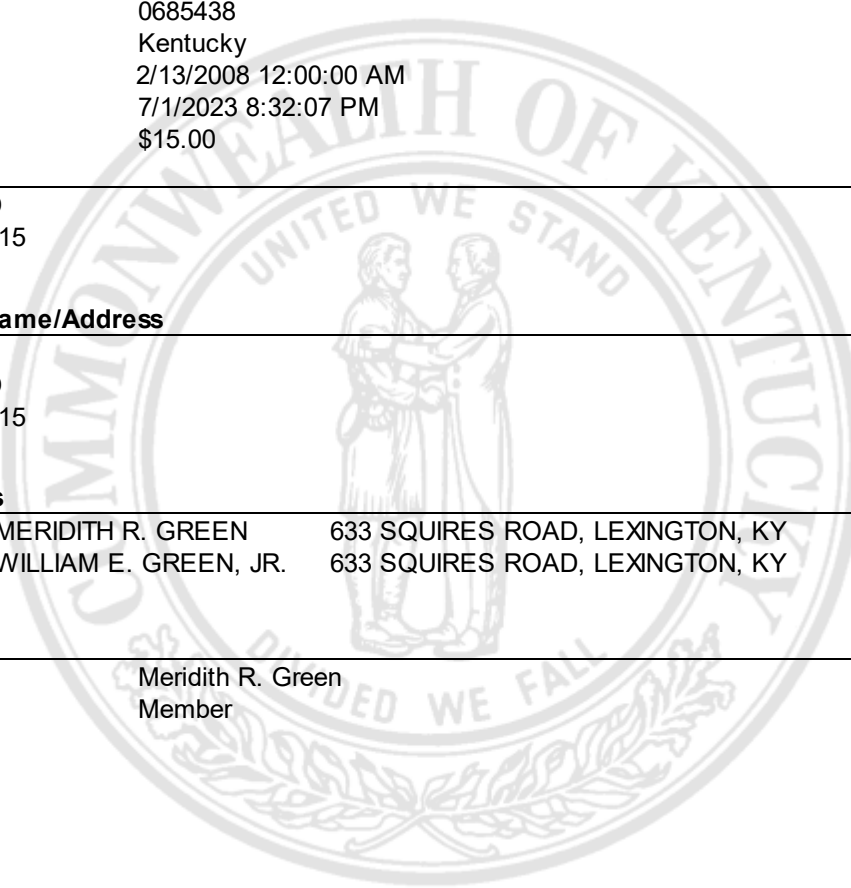 0685438
Kentucky
2/13/2008 12:00:00 AM
7/1/2023 8:32:07 PM
$15.00
15
ame/Address
15
s
MERIDITH R. GREEN 633 SQUIRES ROAD, LEXINGTON, KY
WILLIAM E. GREEN, JR. 633 SQUIRES ROAD, LEXINGTON, KY
Meridith R. Green
Member
COMMONWEALTH OF KENTUCKY
UNITED WE STAND
DIVIDED WE FALL